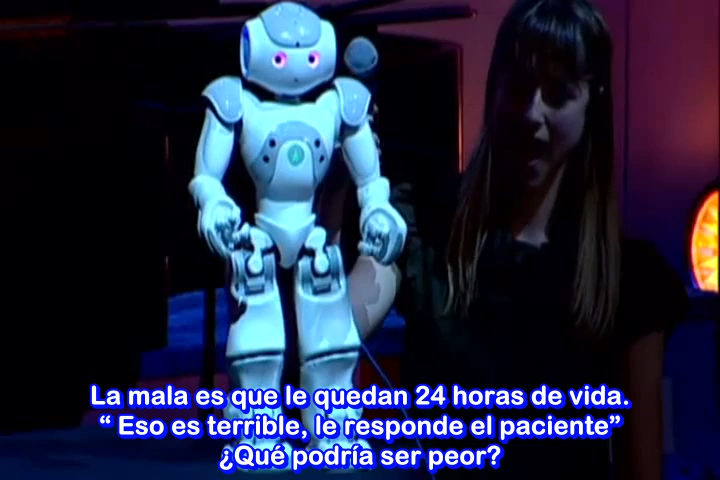 La mala es que le quedan 24 horas de vida.
“ Eso es terrible, le responde el paciente”
¿Qué podría ser peor?